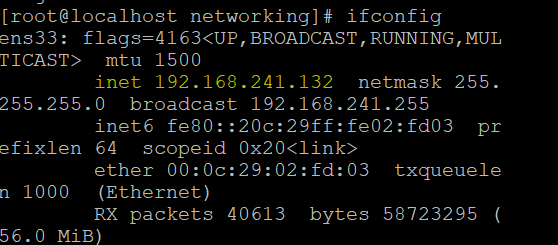 [root@localhost networking]# ifconfig
ens33: flags=4163<UP,BROADCAST,RUNNING,MUL
TICAST>  mtu 1500
        inet 192.168.241.132  netmask 255.
255.255.0  broadcast 192.168.241.255
        inet6 fe80::20c:29ff:fe02:fd03  pr
efixlen 64  scopeid 0x20<link>
        ether 00:0c:29:02:fd:03  txqueuele
n 1000  (Ethernet)
        RX packets 40613  bytes 58723295 (
56.0 MiB)